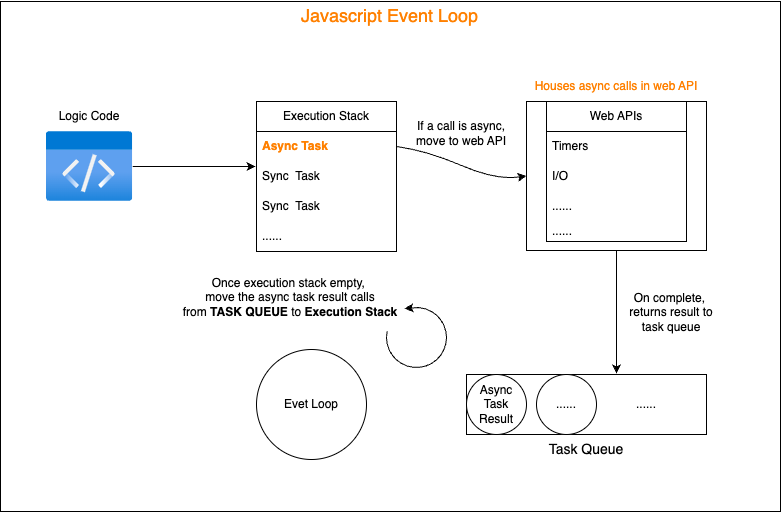 Javascript Event Loop
Houses async calls in web API
Logic Code
Execution Stack
Async Task
Sync Task
Sync Task
......
If a call is async,
move to web API
Web APIs
Timers
I/O
......
......
Once execution stack empty,
move the async task result calls
from TASK QUEUE to Execution Stack
On complete,
returns result to
task queue
Evet Loop
Async
Task
Result
......
......
Task Queue